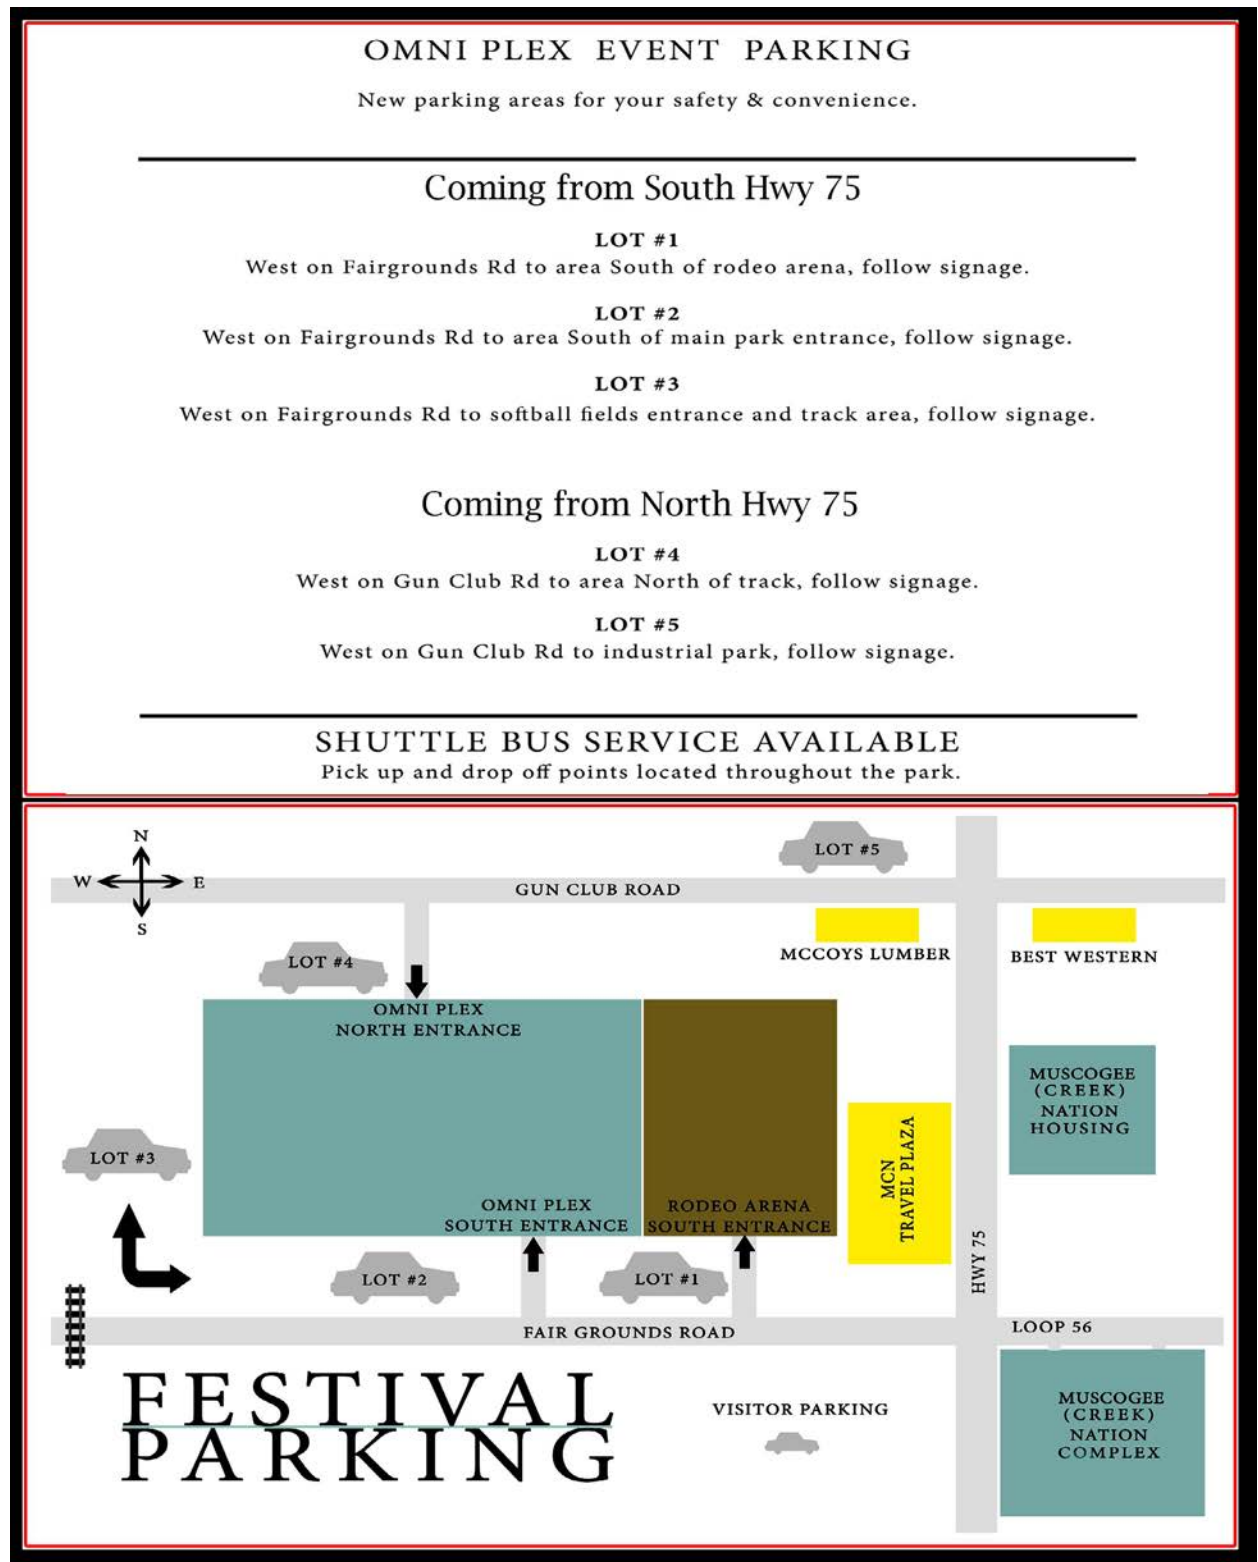 OMNI PLEX EVENT PARKING
New parking areas for your safety & convenience.
Coming from South Hwy 75
LOT #1
West on Fairgrounds Rd to area South of rodeo arena, follow signage.
LOT #2
West on Fairgrounds Rd to area South of main park entrance, follow signage.
LOT #3
West on Fairgrounds Rd to softball fields entrance and track area, follow signage.
Coming from North Hwy 75
LOT #4
West on Gun Club Rd to area North of track, follow signage.
LOT #5
West on Gun Club Rd to industrial park, follow signage.
SHUTTLE BUS SERVICE AVAILABLE
Pick up and drop off points located throughout the park.
N
W
E
S
LOT #5
GUN CLUB ROAD
MCCOYS LUMBER
BEST WESTERN
LOT #4
OMNI PLEX
NORTH ENTRANCE
MUSCOGEE
(CREEK)
NATION
HOUSING
LOT #3
MCN
TRAVEL PLAZA
OMNI PLEX
SOUTH ENTRANCE
RODEO ARENA
SOUTH ENTRANCE
HWY 75
LOT #2
LOT #1
FAIR GROUNDS ROAD
LOOP 56
FESTIVAL
PARKING
VISITOR PARKING
MUSCOGEE
(CREEK)
NATION
COMPLEX